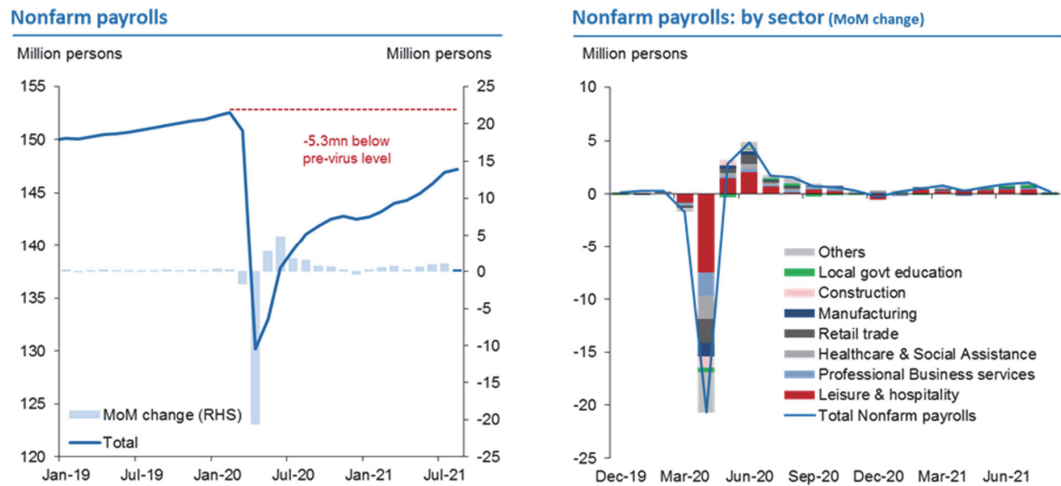 Nonfarm payrolls
Million persons
Million persons
155
150
145
140
135
130
125
120
25
20
15
10
5
0
-5
-10
-15
-20
-25
-5.3mn below
pre-virus level
MoM change (RHS)
Total
Jan-19
Jul-19
Jan-20
Jul-20
Jan-21
Jul-21
Nonfarm payrolls: by sector (MoM change)
Million persons
10
5
0
-5
-10
-15
-20
-25
Others
Local govt education
Construction
Manufacturing
Retail trade
Healthcare & Social Assistance
Professional Business services
Leisure & hospitality
Total Nonfarm payrolls
Dec-19
Mar-20
Jun-20
Sep-20
Dec-20
Mar-21
Jun-21